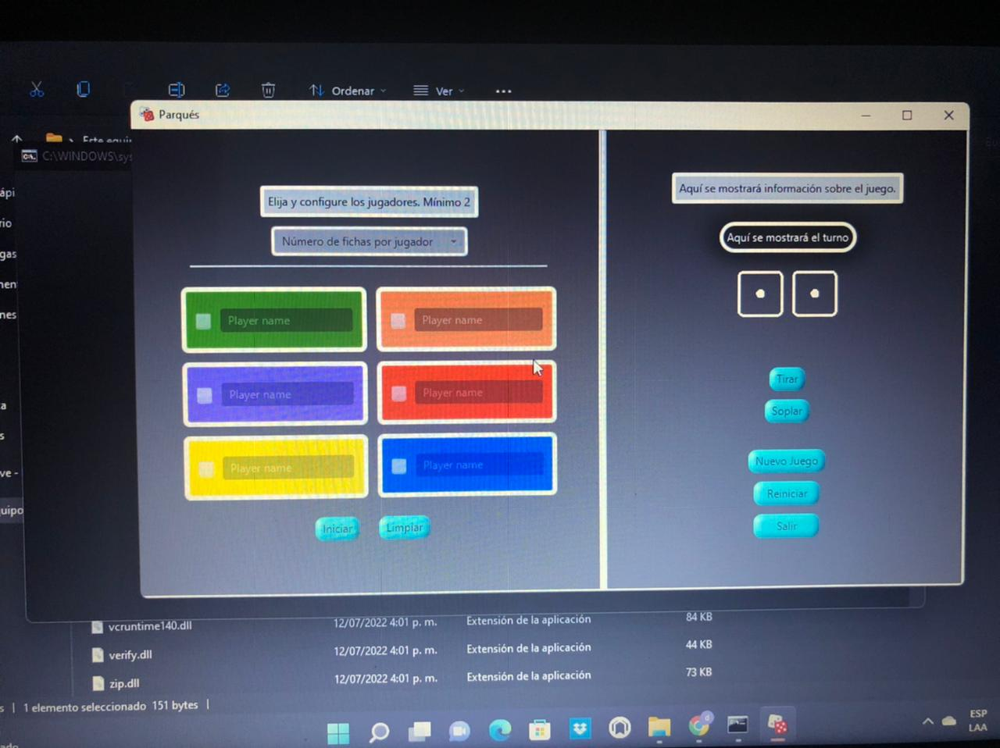 Ordenar
Ver
Parqués
Este equi
C:\WINDOWS\sys
ápi
rio
gas
men
nes
a
s
ve -
uipo
Elija y configure los jugadores. Mínimo 2
Número de fichas por jugador
Player name
Player name
Player name
Player name
Player name
Player name
Iniciar
Limpiar
Aquí se mostrará información sobre el juego.
Aquí se mostrará el turno
Tirar
Soplar
Nuevo Juego
Reiniciar
Salir
vcruntime140.dll 12/07/2022 4:01 p. m. Extensión de la aplicación 84 KB
verify.dll 12/07/2022 4:01 p. m. Extensión de la aplicación 44 KB
zip.dll 12/07/2022 4:01 p. m. Extensión de la aplicación 73 KB
s | 1 elemento seleccionado 151 bytes |
d
ESP
LAA